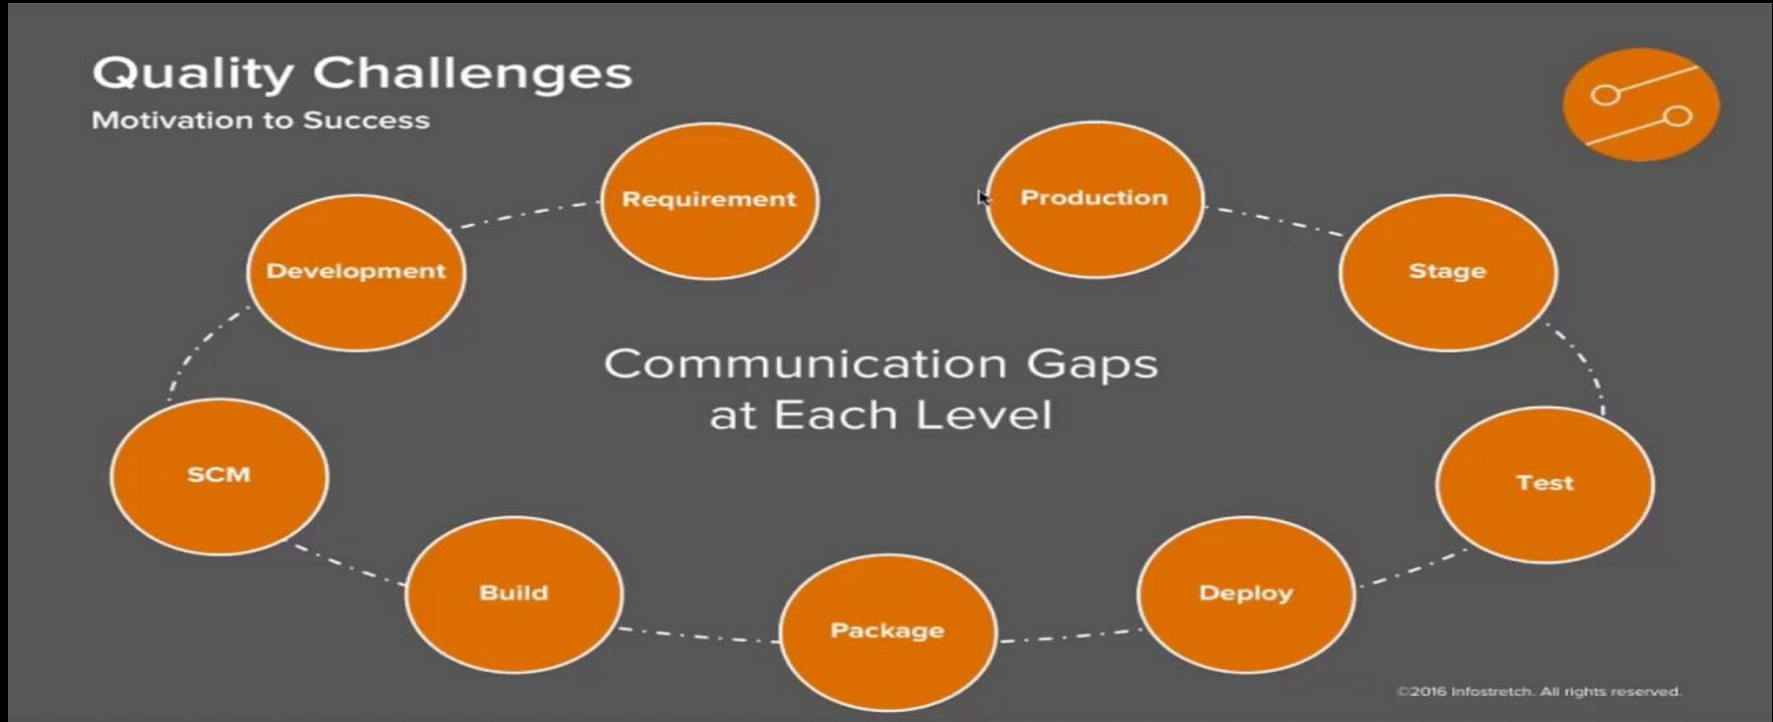 Quality Challenges
Motivation to Success
Requirement
Production
Development
Stage
Communication Gaps
at Each Level
SCM
Test
Build
Deploy
Package
©2016 Infostretch. All rights reserved.